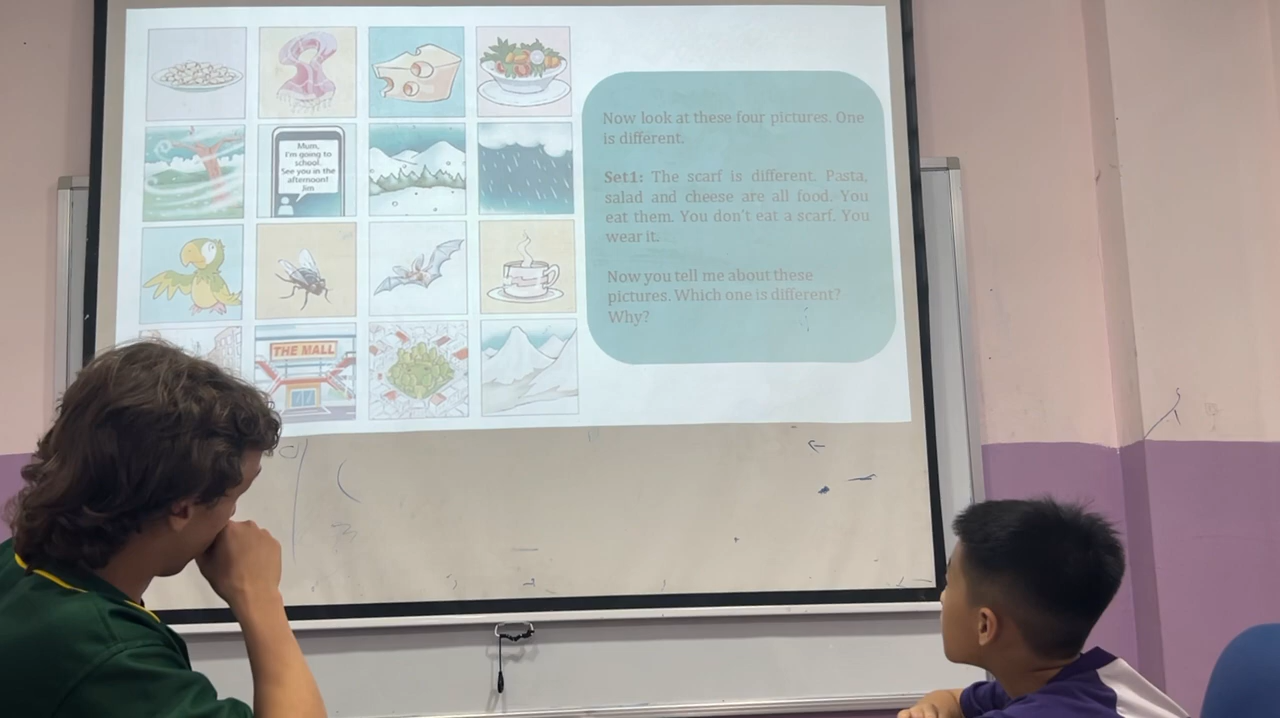 Mum,
I'm going to
school.
See you in the
afternoon!
Jim
THE MALL
Now look at these four pictures. One
is different.
Set1: The scarf is different. Pasta,
salad and cheese are all food. You
eat them. You don't eat a scarf. You
wear it.
Now you tell me about these
pictures. Which one is different?
Why?